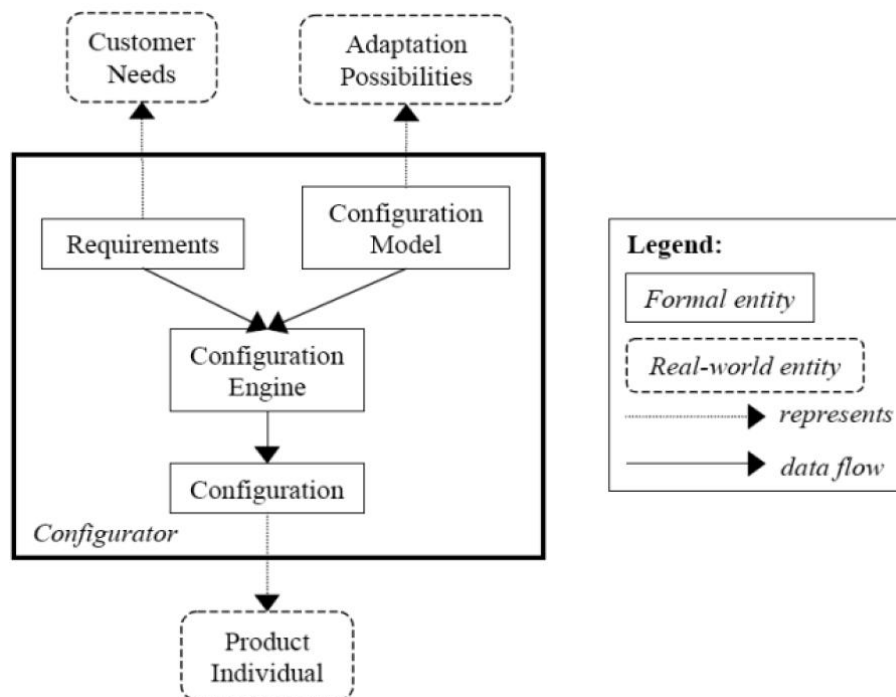 Customer
Needs
Adaptation
Possibilities
Requirements
Configuration
Model
Configuration
Engine
Configuration
Configurator
Product
Individual
Legend:
Formal entity
Real-world entity
represents
data flow